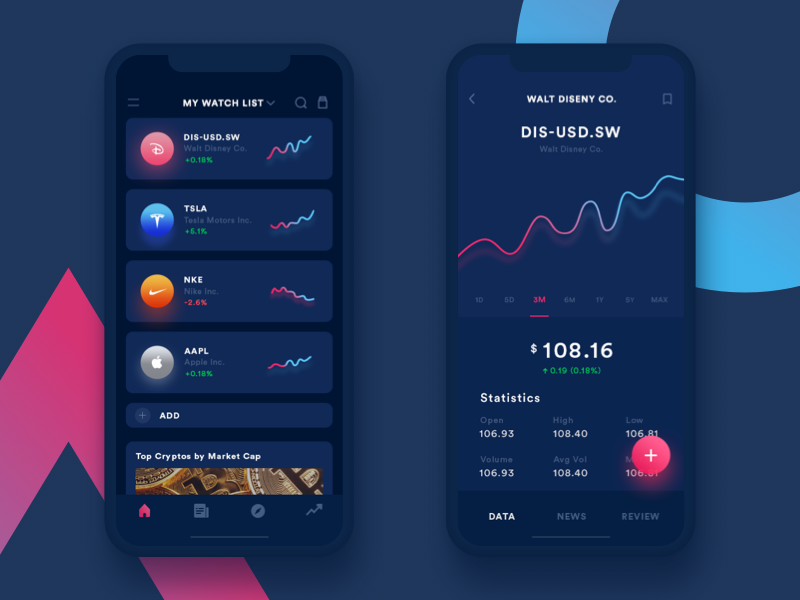 MY WATCH LIST
DIS-USD.SW
Walt Disney Co.
+0.18%
TSLA
Tesla Motors Inc.
+5.1%
NKE
Nike Inc.
-2.6%
AAPL
Apple Inc.
+0.18%
ADD
Top Cryptos by Market Cap
WALT DISENY CO.
DIS-USD.SW
Walt Disney Co.
1D 5D 3M 6M 1Y 5Y MAX
$ 108.16
0.19 (0.18%)
Statistics
Open High Low
106.93 108.40 106.81
Volume Avg Vol
106.93 108.40
DATA NEWS REVIEW